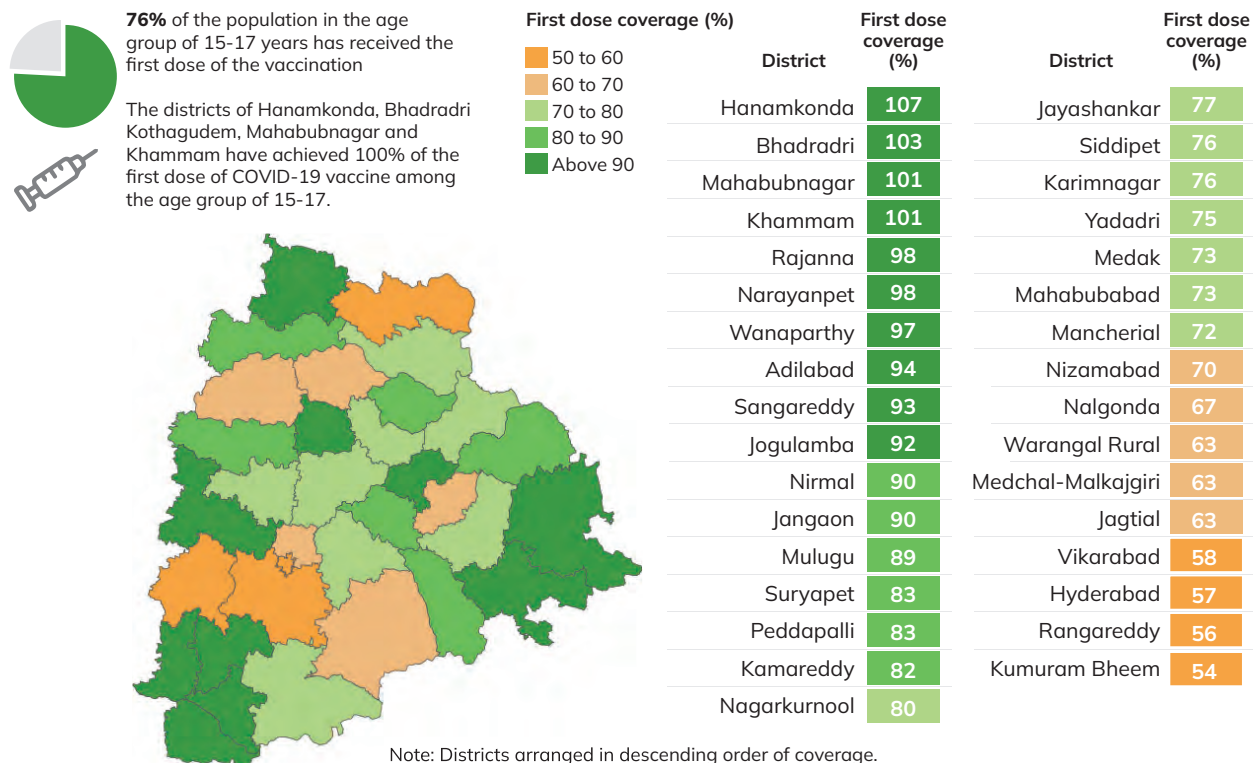 76% of the population in the age
group of 15-17 years has received the
first dose of the vaccination
The districts of Hanamkonda, Bhadradri
Kothagudem, Mahabubnagar and
Khammam have achieved 100% of the
first dose of COVID-19 vaccine among
the age group of 15-17.
First dose coverage (%)
50 to 60
60 to 70
70 to 80
80 to 90
Above 90
District First dose coverage (%)
Hanamkonda 107
Bhadradri 103
Mahabubnagar 101
Khammam 101
Rajanna 98
Narayanpet 98
Wanaparthy 97
Adilabad 94
Sangareddy 93
Jogulamba 92
Nirmal 90
Jangaon 90
Mulugu 89
Suryapet 83
Peddapalli 83
Kamareddy 82
Nagarkurnool 80
District First dose coverage (%)
Jayashankar 77
Siddipet 76
Karimnagar 76
Yadadri 75
Medak 73
Mahabubabad 73
Mancherial 72
Nizamabad 70
Nalgonda 67
Warangal Rural 63
Medchal-Malkajgiri 63
Jagtial 63
Vikarabad 58
Hyderabad 57
Rangareddy 56
Kumuram Bheem 54
Note: Districts arranged in descending order of coverage.